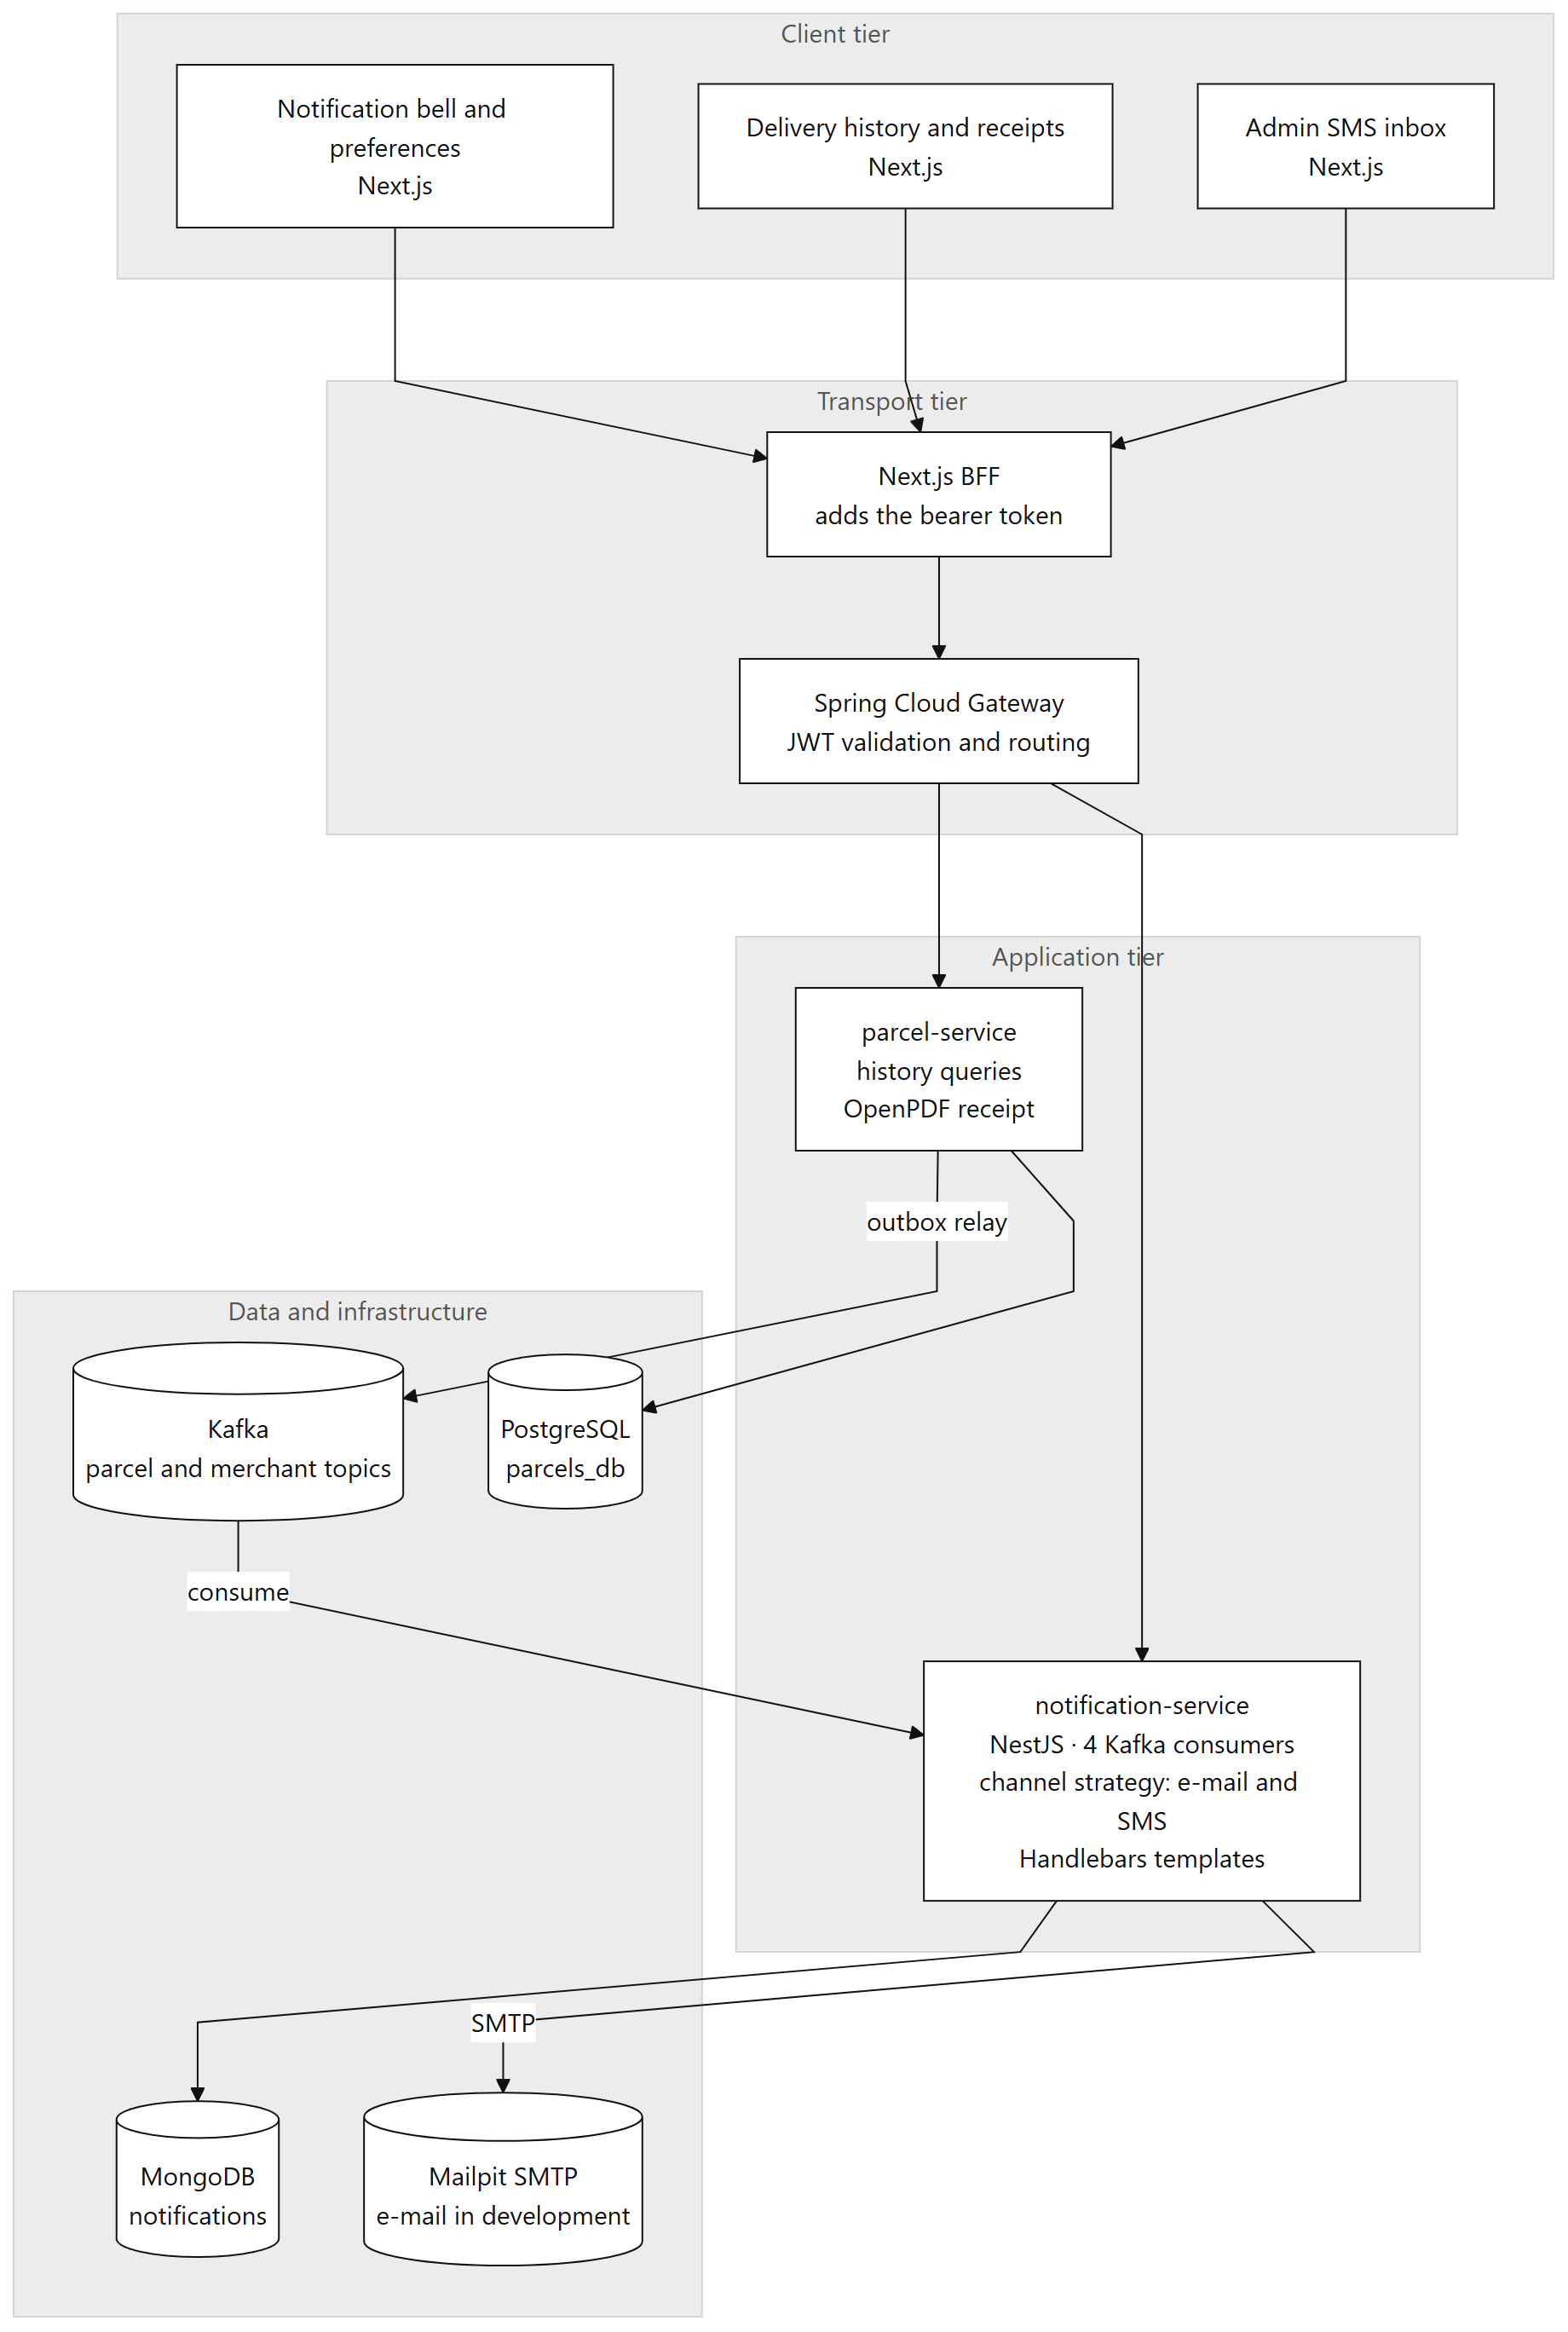 Client tier
Notification bell and
preferences
Next.js
Delivery history and receipts
Next.js
Admin SMS inbox
Next.js
Transport tier
Next.js BFF
adds the bearer token
Spring Cloud Gateway
JWT validation and routing
Application tier
parcel-service
history queries
OpenPDF receipt
outbox relay
Data and infrastructure
Kafka
parcel and merchant topics
PostgreSQL
parcels_db
consume
notification-service
NestJS · 4 Kafka consumers
channel strategy: e-mail and
SMS
Handlebars templates
SMTP
MongoDB
notifications
Mailpit SMTP
e-mail in development